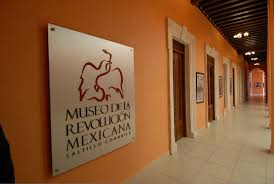 MUSEO DE LA
REVOLUCIÓN
MEXICANA
SALTILLO COAHUILA